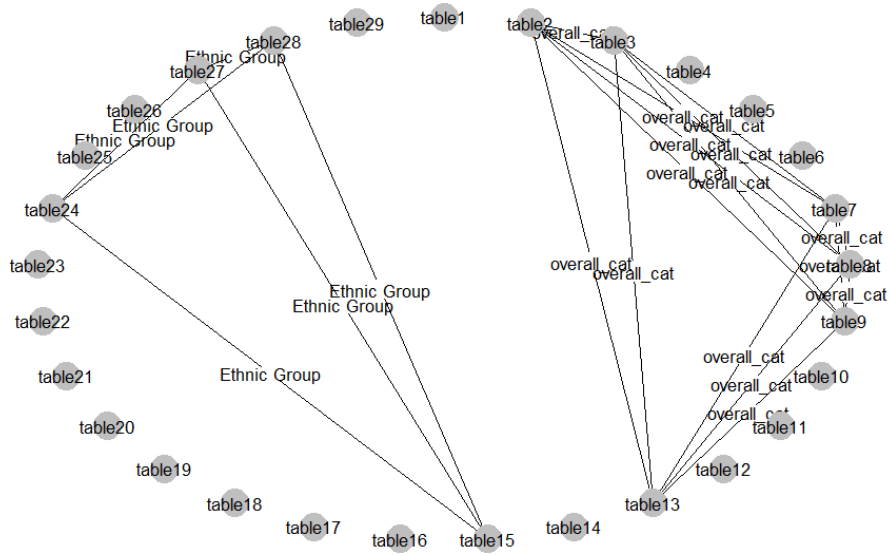 table29
table1
table2
table28
overall_cat
table3
Ethnic Group
table27
table4
table26
table5
overall_cat
overall_cat
Ethnic Group
Ethnic Group
overall_cat
overall_cat
table25
table6
overall_cat
overall_cat
table24
table7
overall_cat
table23
overall_cat
overall_cat
table8
Ethnic Group
overall_cat
Ethnic Group
table22
table9
overall_cat
Ethnic Group
table21
table10
overall_cat
overall_cat
table20
table11
table19
table12
table18
table13
table17
table16
table15
table14